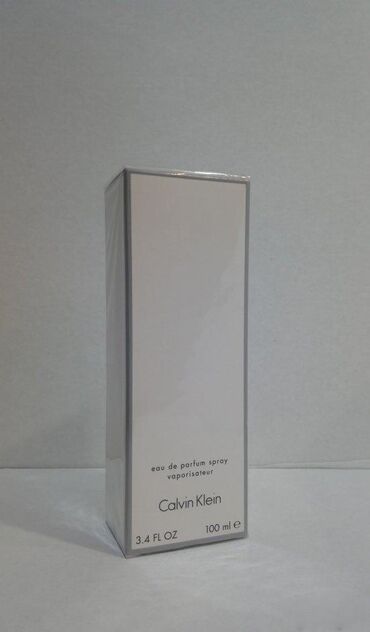 eau de parfum spray
vaporisateur
Calvin Klein
3.4 FL OZ 100 ml ℮